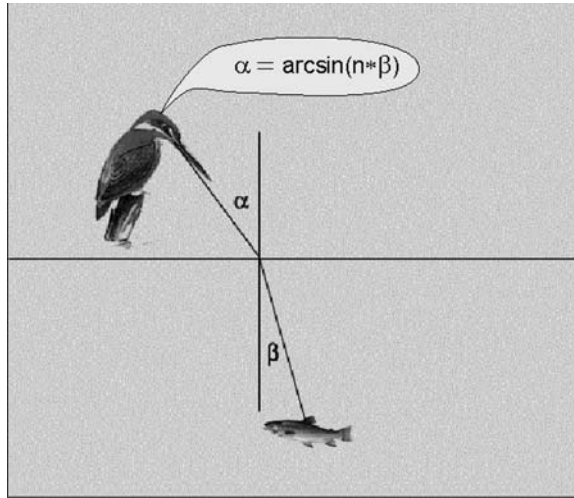 α = arcsin(n*β)
α
β